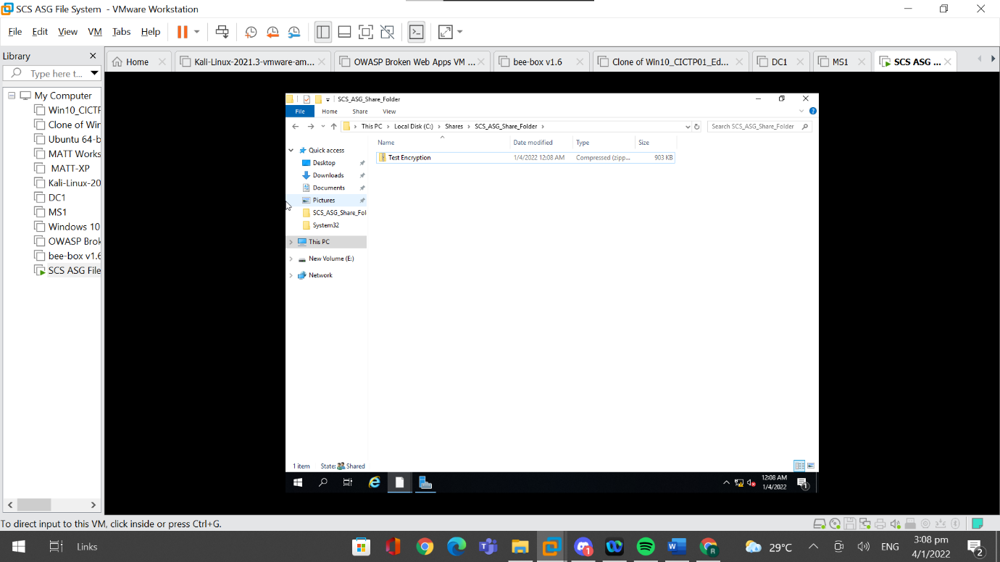 SCS ASG File System - VMware Workstation
File Edit View VM Tabs Help
Library
Type here t...
Home
Kali-Linux-2021.3-vmware-am...
OWASP Broken Web Apps VM ...
bee-box v1.6
Clone of Win10_CICTP01_Ed...
DC1
MS1
SCS ASG ...
My Computer
Win10_CICTF
Clone of Wir
Ubuntu 64-b
MATT Works
MATT-XP
Kali-Linux-20
DC1
MS1
Windows 10
OWASP Brok
bee-box v1.6
SCS ASG File
SCS_ASG_Share_Folder
File Home Share View
This PC › Local Disk (C:) › Shares › SCS_ASG_Share_Folder ›
Search SCS_ASG_Share_Folder
Name Date modified Type Size
Test Encryption 1/4/2022 12:08 AM Compressed (zipp... 903 KB
Quick access
Desktop
Downloads
Documents
Pictures
SCS_ASG_Share_Fol
System32
This PC
New Volume (E:)
Network
1 item State: Shared
12:08 AM
1/4/2022
1
To direct input to this VM, click inside or press Ctrl+G.
Links
1
R
29°C
ENG
3:08 pm
4/1/2022
2